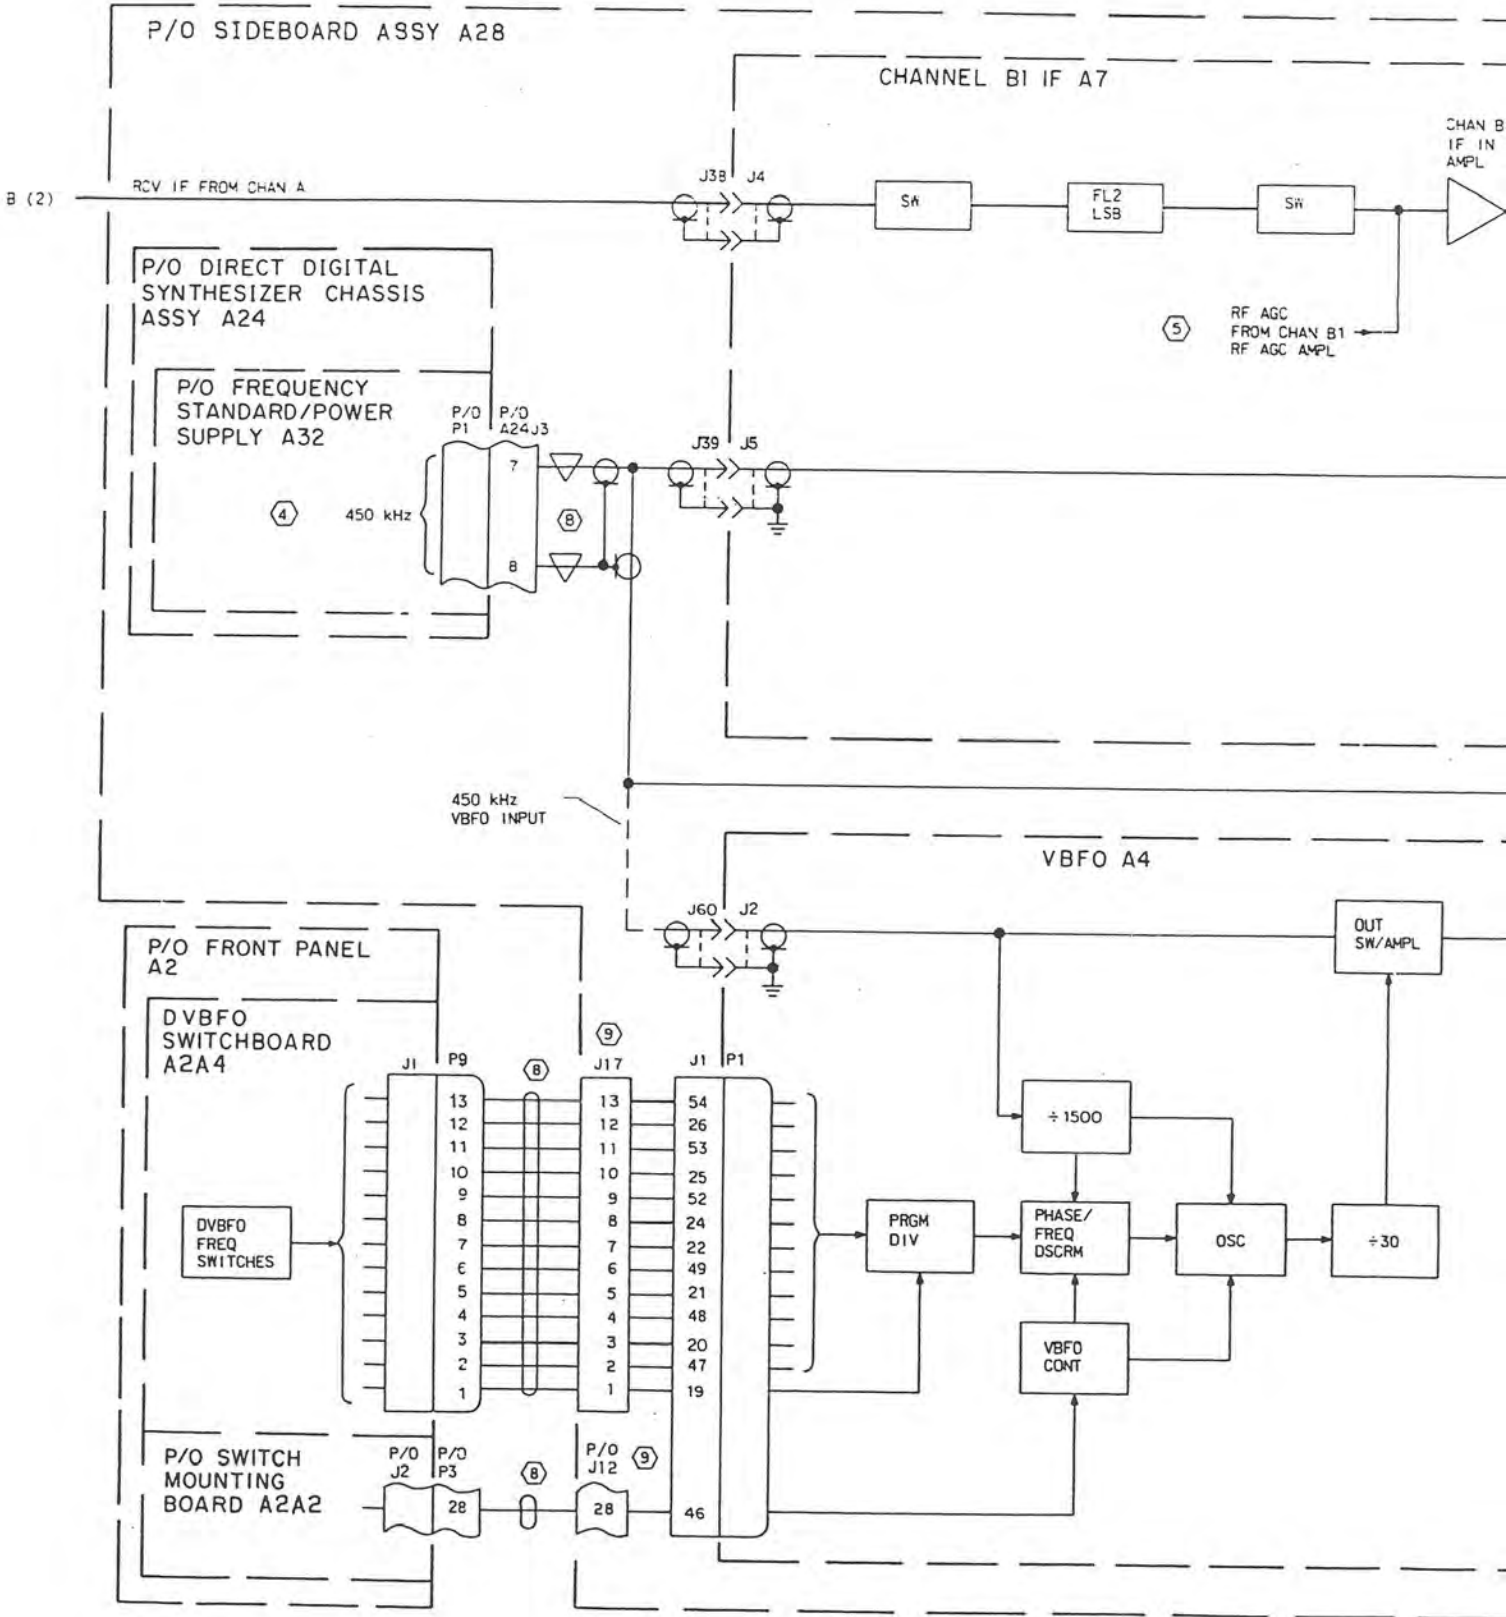 P/O SIDEBOARD ASSY A28
CHANNEL B1 IF A7
CHAN B
IF IN
AMPL
B (2)
RCV IF FROM CHAN A
J38 J4
SW
FL2
LSB
SW
5
RF AGC
FROM CHAN B1
RF AGC AMPL
P/O DIRECT DIGITAL
SYNTHESIZER CHASSIS
ASSY A24
P/O FREQUENCY
STANDARD/POWER
SUPPLY A32
P/O
P1
P/O
A24J3
4
450 kHz
7
8
8
J39 J5
450 kHz
VBFO INPUT
VBFO A4
J60 J2
OUT
SW/AMPL
P/O FRONT PANEL
A2
DVBFO
SWITCHBOARD
A2A4
J1 P9
8
9
J17
J1 P1
13 13 54
12 12 26
11 11 53
10 10 25
9 9 52
8 8 24
7 7 22
6 6 49
5 5 21
4 4 48
3 3 20
2 2 47
1 1 19
DVBFO
FREQ
SWITCHES
PRGM
DIV
÷1500
PHASE/
FREQ
DSCRM
OSC
÷30
VBFO
CONT
P/O SWITCH
MOUNTING
BOARD A2A2
P/O
J2
P/O
P3
8
P/O
J12
9
28 28 46